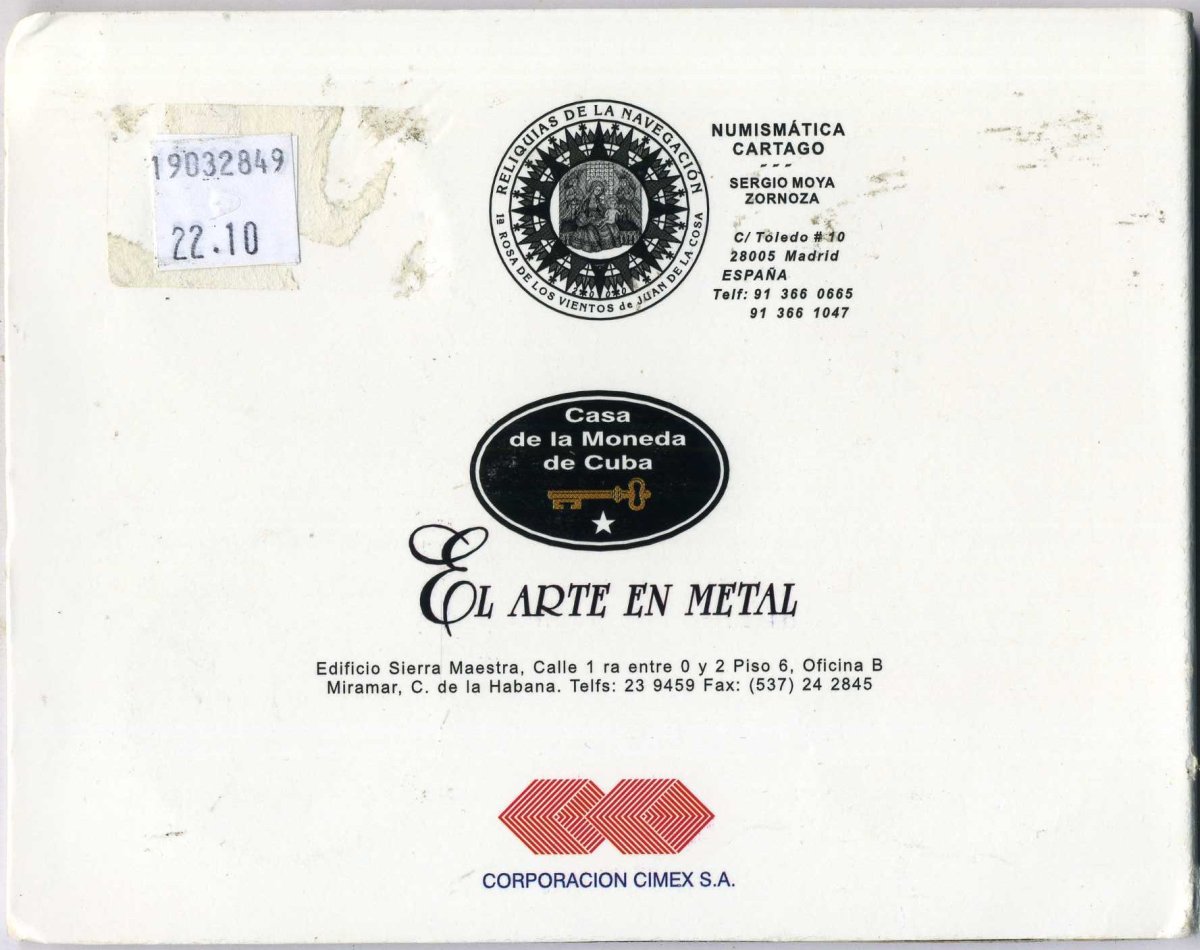 19032849
22.10
RELIQUIAS DE LA NAVEGACIÓN
1ª ROSA DE LOS VIENTOS de JUAN DE LA COSA
2000
NUMISMÁTICA
CARTAGO
- - -
SERGIO MOYA
ZORNOZA
C/ Toledo # 10
28005 Madrid
ESPAÑA
Telf: 91 366 0665
91 366 1047
Casa
de la Moneda
de Cuba
EL ARTE EN METAL
Edificio Sierra Maestra, Calle 1 ra entre 0 y 2 Piso 6, Oficina B
Miramar, C. de la Habana. Telfs: 23 9459 Fax: (537) 24 2845
CORPORACION CIMEX S.A.